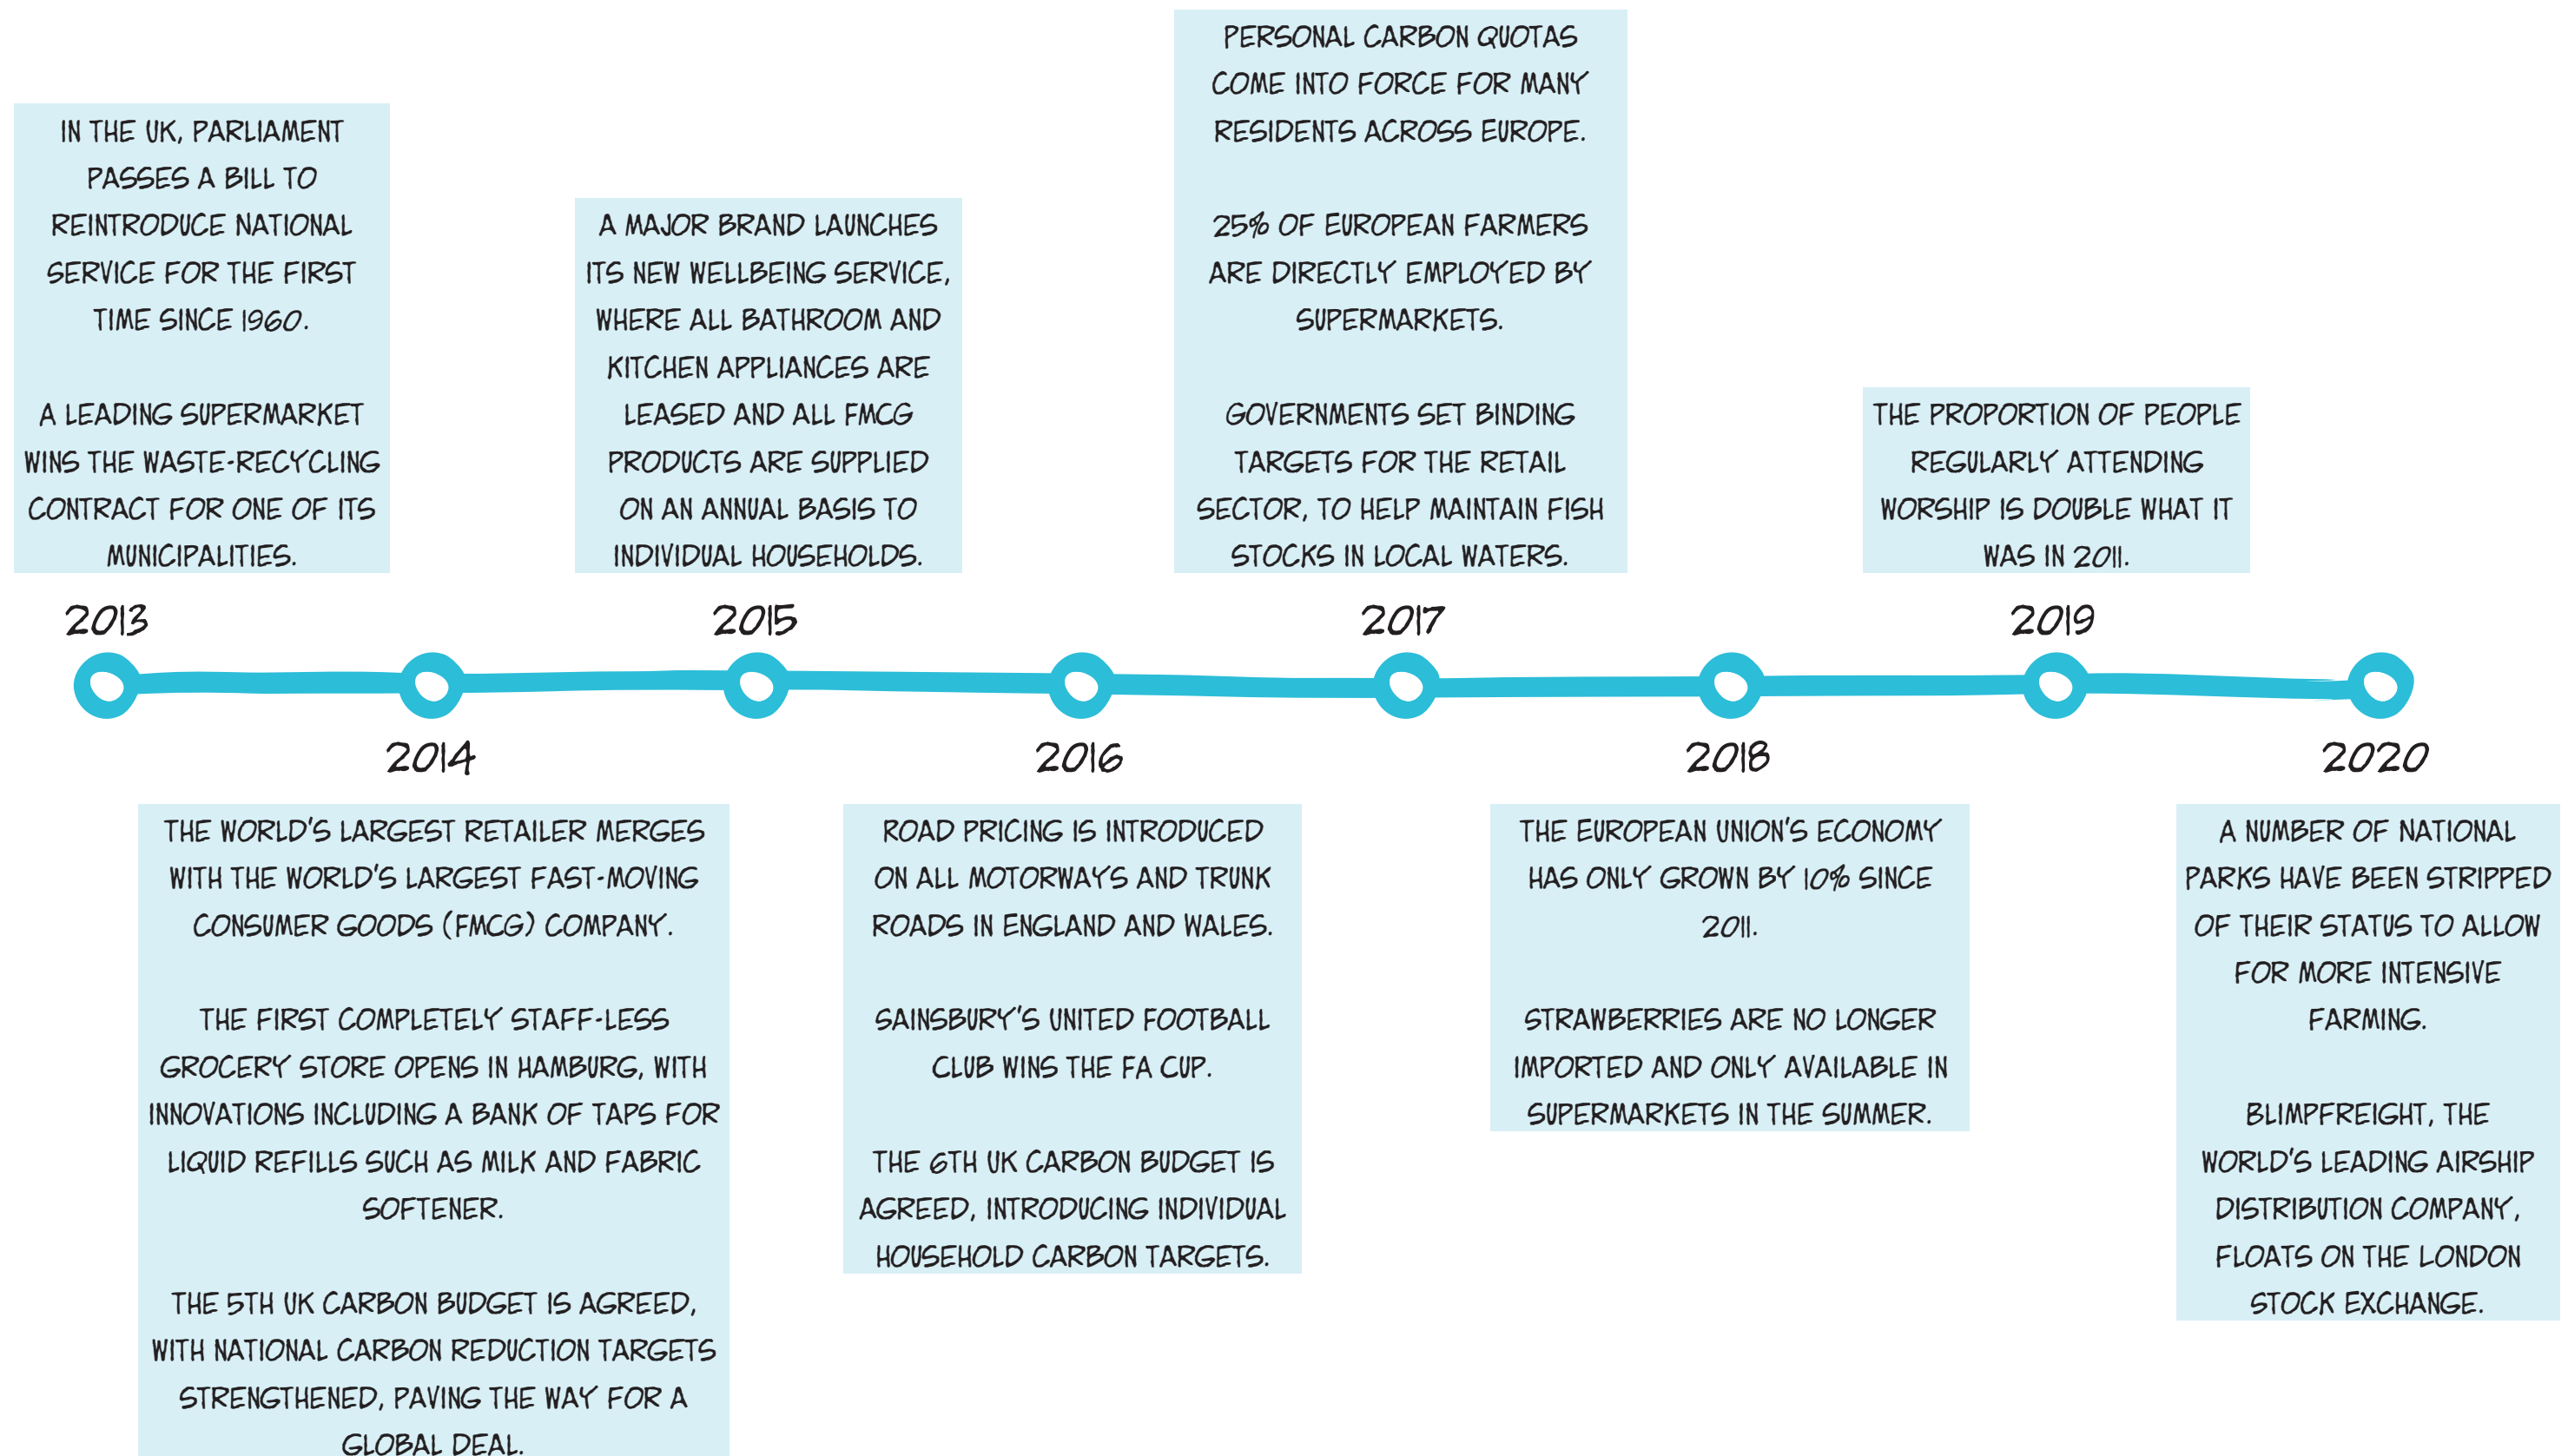 IN THE UK, PARLIAMENT
PASSES A BILL TO
REINTRODUCE NATIONAL
SERVICE FOR THE FIRST
TIME SINCE 1960.
A LEADING SUPERMARKET
WINS THE WASTE-RECYCLING
CONTRACT FOR ONE OF ITS
MUNICIPALITIES.
2013
THE WORLD'S LARGEST RETAILER MERGES
WITH THE WORLD'S LARGEST FAST-MOVING
CONSUMER GOODS (FMCG) COMPANY.
THE FIRST COMPLETELY STAFF-LESS
GROCERY STORE OPENS IN HAMBURG, WITH
INNOVATIONS INCLUDING A BANK OF TAPS FOR
LIQUID REFILLS SUCH AS MILK AND FABRIC
SOFTENER.
THE 5TH UK CARBON BUDGET IS AGREED,
WITH NATIONAL CARBON REDUCTION TARGETS
STRENGTHENED, PAVING THE WAY FOR A
GLOBAL DEAL.
2014
A MAJOR BRAND LAUNCHES
ITS NEW WELLBEING SERVICE,
WHERE ALL BATHROOM AND
KITCHEN APPLIANCES ARE
LEASED AND ALL FMCG
PRODUCTS ARE SUPPLIED
ON AN ANNUAL BASIS TO
INDIVIDUAL HOUSEHOLDS.
2015
2016
ROAD PRICING IS INTRODUCED
ON ALL MOTORWAYS AND TRUNK
ROADS IN ENGLAND AND WALES.
SAINSBURY'S UNITED FOOTBALL
CLUB WINS THE FA CUP.
THE 6TH UK CARBON BUDGET IS
AGREED, INTRODUCING INDIVIDUAL
HOUSEHOLD CARBON TARGETS.
PERSONAL CARBON QUOTAS
COME INTO FORCE FOR MANY
RESIDENTS ACROSS EUROPE.
25% OF EUROPEAN FARMERS
ARE DIRECTLY EMPLOYED BY
SUPERMARKETS.
GOVERNMENTS SET BINDING
TARGETS FOR THE RETAIL
SECTOR, TO HELP MAINTAIN FISH
STOCKS IN LOCAL WATERS.
2017
2018
THE EUROPEAN UNION'S ECONOMY
HAS ONLY GROWN BY 10% SINCE
2011.
STRAWBERRIES ARE NO LONGER
IMPORTED AND ONLY AVAILABLE IN
SUPERMARKETS IN THE SUMMER.
THE PROPORTION OF PEOPLE
REGULARLY ATTENDING
WORSHIP IS DOUBLE WHAT IT
WAS IN 2011.
2019
2020
A NUMBER OF NATIONAL
PARKS HAVE BEEN STRIPPED
OF THEIR STATUS TO ALLOW
FOR MORE INTENSIVE
FARMING.
BLIMPFREIGHT, THE
WORLD'S LEADING AIRSHIP
DISTRIBUTION COMPANY,
FLOATS ON THE LONDON
STOCK EXCHANGE.